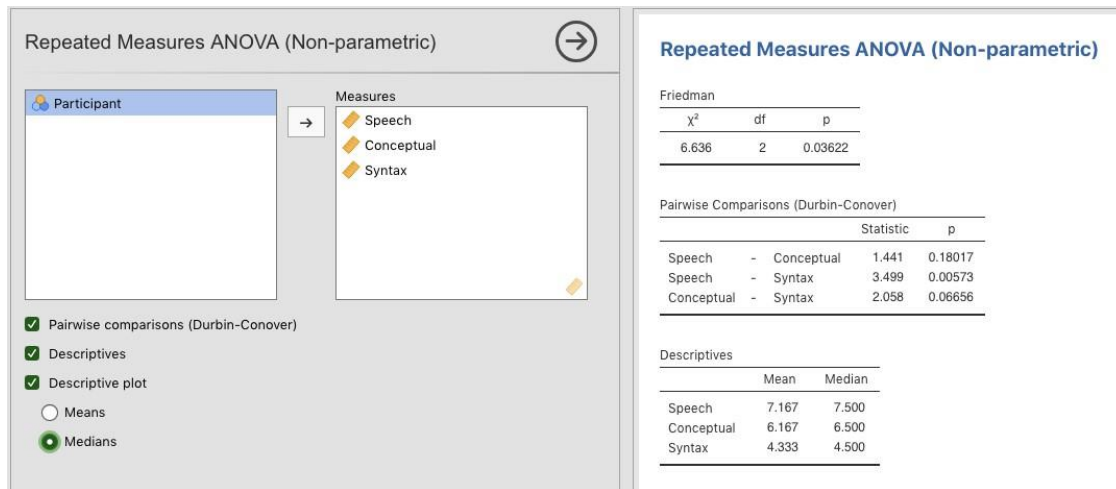 Repeated Measures ANOVA (Non-parametric)
Participant
Measures
Speech
Conceptual
Syntax
Pairwise comparisons (Durbin-Conover)
Descriptives
Descriptive plot
Means
Medians
Repeated Measures ANOVA (Non-parametric)
Friedman
χ² df p
6.636 2 0.03622
Pairwise Comparisons (Durbin-Conover)
Statistic p
Speech - Conceptual 1.441 0.18017
Speech - Syntax 3.499 0.00573
Conceptual - Syntax 2.058 0.06656
Descriptives
Mean Median
Speech 7.167 7.500
Conceptual 6.167 6.500
Syntax 4.333 4.500